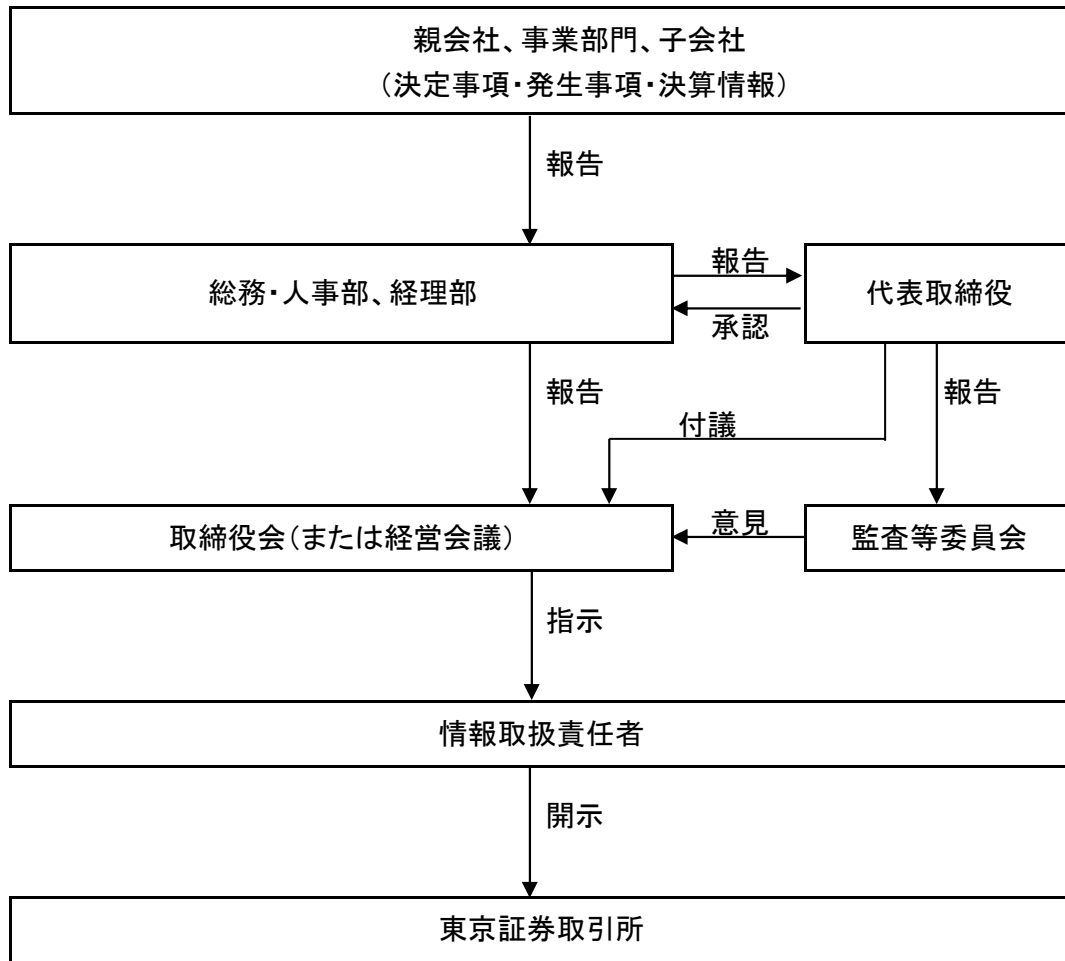 親会社、事業部門、子会社
（決定事項・発生事項・決算情報）
報告
総務・人事部、経理部
報告
承認
代表取締役
報告
付議
報告
取締役会（または経営会議）
意見
監査等委員会
指示
情報取扱責任者
開示
東京証券取引所